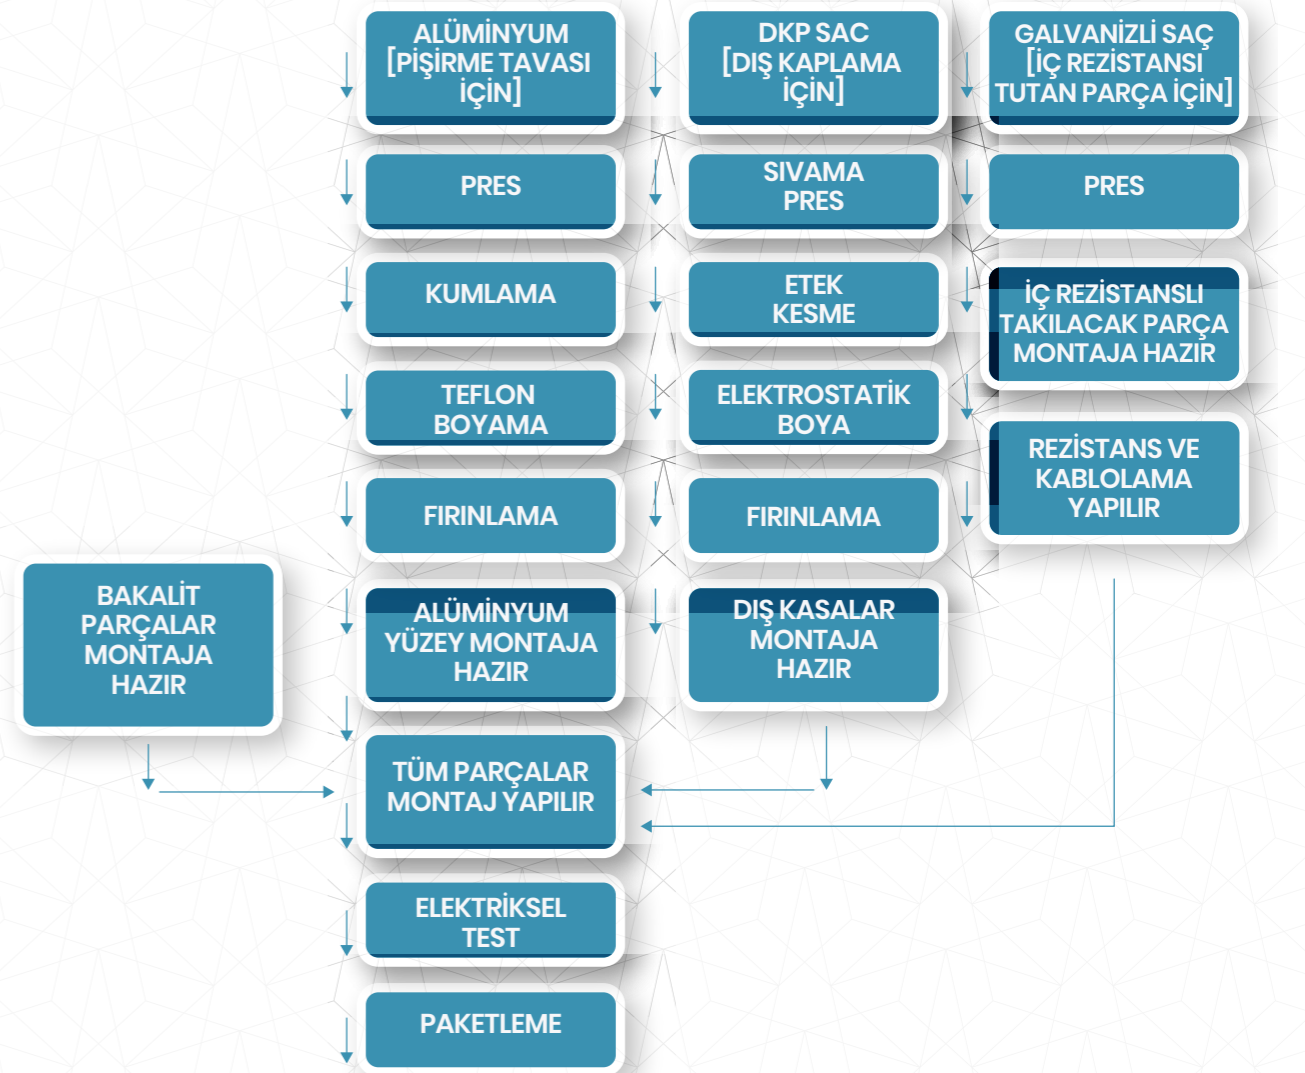 ALÜMİNYUM
[PİŞİRME TAVASI
İÇİN]
PRES
KUMLAMA
TEFLON
BOYAMA
FIRINLAMA
ALÜMİNYUM
YÜZEY MONTAJA
HAZIR
TÜM PARÇALAR
MONTAJ YAPILIR
ELEKTRİKSEL
TEST
PAKETLEME
DKP SAC
[DIŞ KAPLAMA
İÇİN]
SIVAMA
PRES
ETEK
KESME
ELEKTROSTATİK
BOYA
FIRINLAMA
DIŞ KASALAR
MONTAJA
HAZIR
GALVANİZLİ SAÇ
[İÇ REZİSTANSI
TUTAN PARÇA İÇİN]
PRES
İÇ REZİSTANSLI
TAKILACAK PARÇA
MONTAJA HAZIR
REZİSTANS VE
KABLOLAMA
YAPILIR
BAKALİT
PARÇALAR
MONTAJA
HAZIR